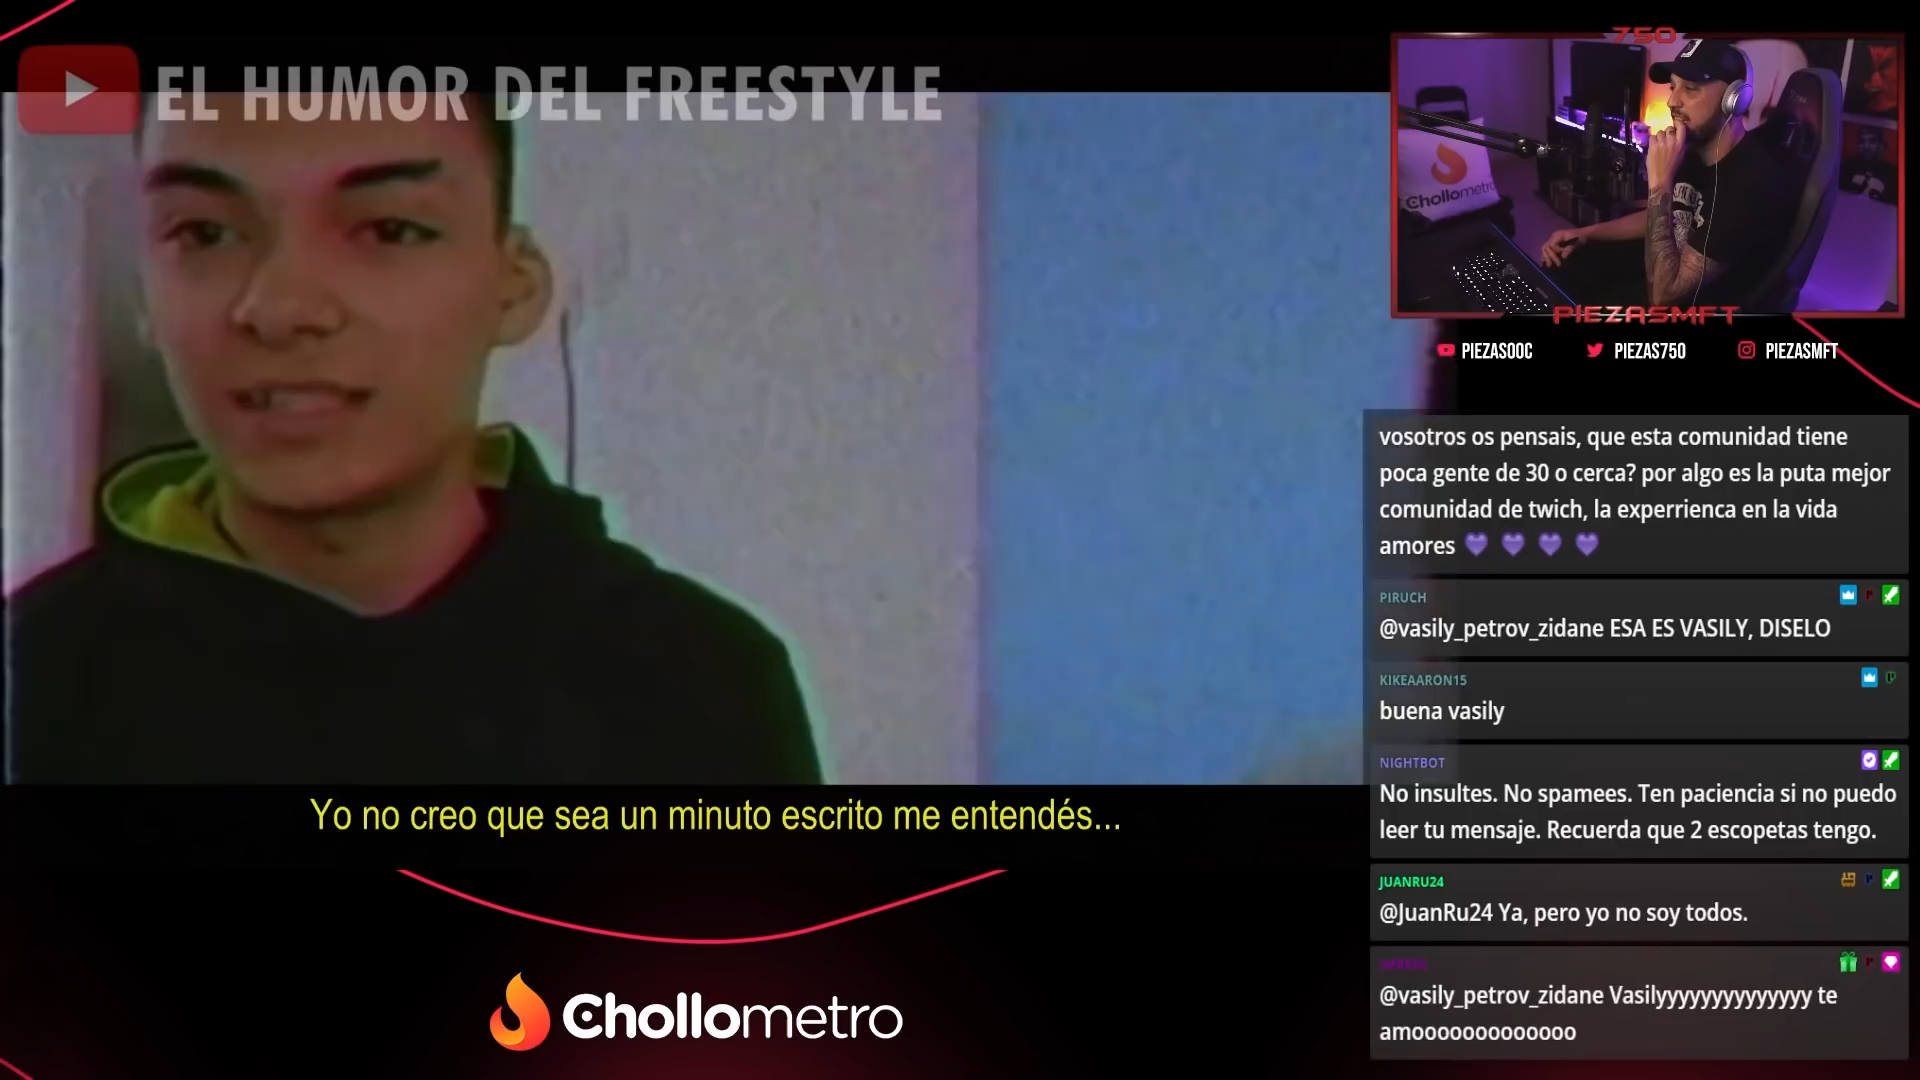 EL HUMOR DEL FREESTYLE
750
Chollometro
PIEZASMFT
PIEZASOOC
PIEZAS750
PIEZASMFT
vosotros os pensais, que esta comunidad tiene
poca gente de 30 o cerca? por algo es la puta mejor
comunidad de twich, la experrienca en la vida
amores 💜 💜 💜 💜
PIRUCH
@vasily_petrov_zidane ESA ES VASILY, DISELO
KIKEAARON15
buena vasily
NIGHTBOT
No insultes. No spamees. Ten paciencia si no puedo
leer tu mensaje. Recuerda que 2 escopetas tengo.
JUANRU24
@JuanRu24 Ya, pero yo no soy todos.
@vasily_petrov_zidane Vasilyyyyyyyyyyyyyy te
amooooooooooooo
Yo no creo que sea un minuto escrito me entendés...
Chollometro